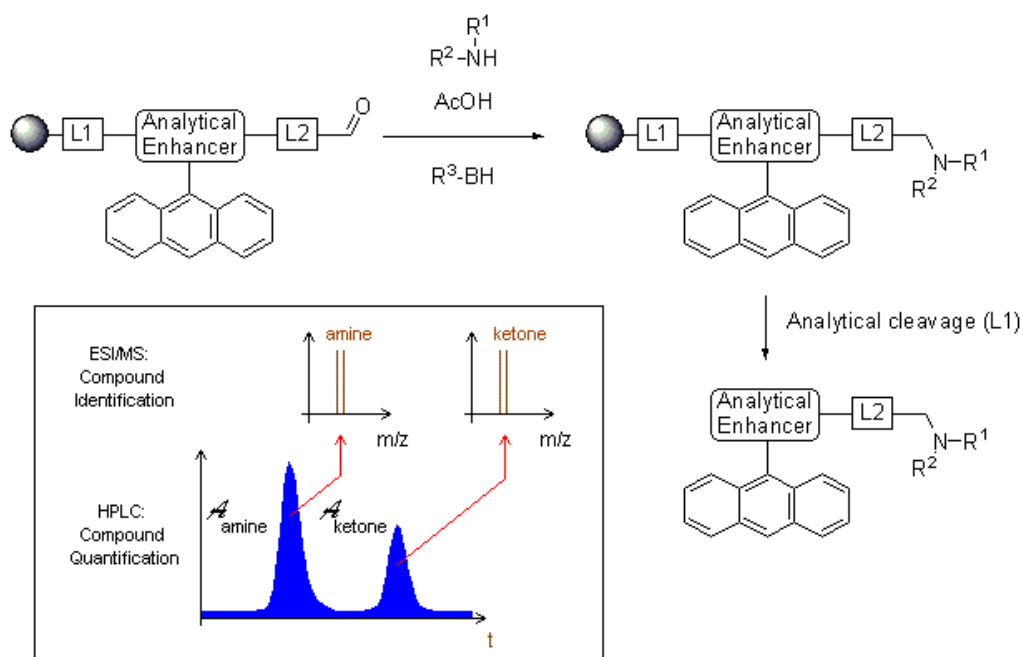 R¹
R²–NH
AcOH
R³-BH
L1
Analytical
Enhancer
L2
O
L1
Analytical
Enhancer
L2
N–R¹
R²
Analytical cleavage (L1)
Analytical
Enhancer
L2
N–R¹
R²
ESI/MS:
Compound
Identification
amine
m/z
ketone
m/z
HPLC:
Compound
Quantification
A amine
A ketone
t